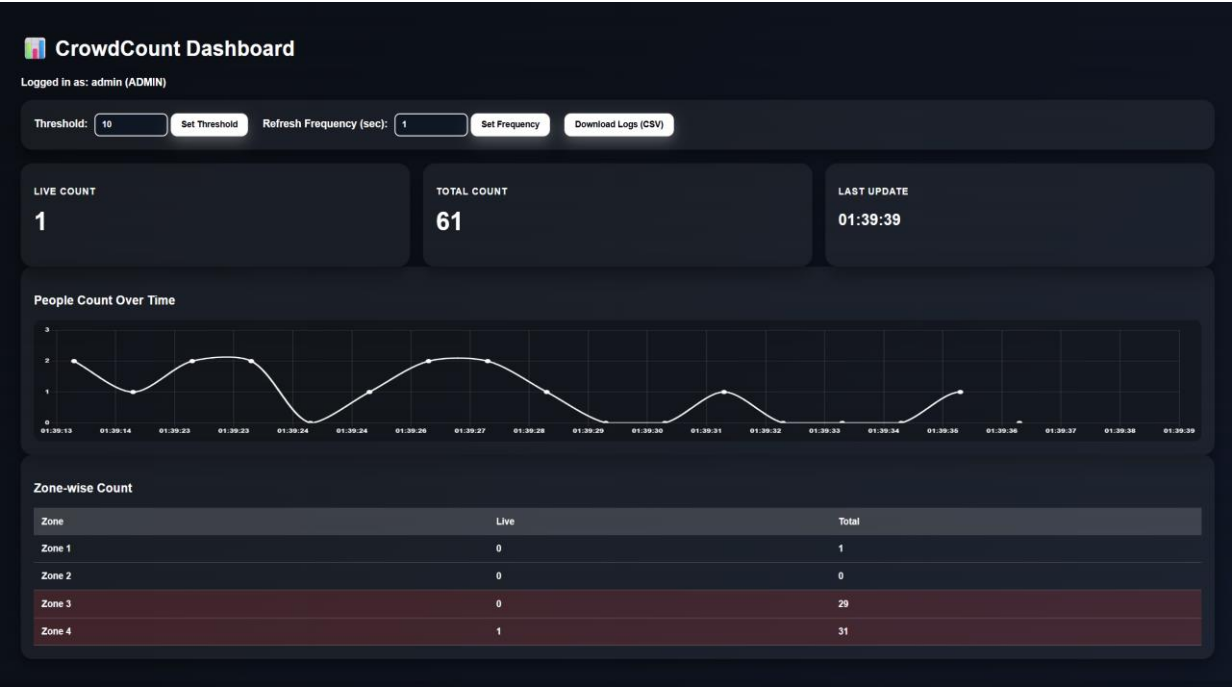 CrowdCount Dashboard
Logged in as: admin (ADMIN)
Threshold: 10 Set Threshold Refresh Frequency (sec): 1 Set Frequency Download Logs (CSV)
LIVE COUNT
1
TOTAL COUNT
61
LAST UPDATE
01:39:39
People Count Over Time
3
2
1
0
01:39:13 01:39:14 01:39:23 01:39:23 01:39:24 01:39:24 01:39:26 01:39:27 01:39:28 01:39:29 01:39:30 01:39:31 01:39:32 01:39:33 01:39:34 01:39:35 01:39:36 01:39:37 01:39:38 01:39:39
Zone-wise Count
Zone Live Total
Zone 1 0 1
Zone 2 0 0
Zone 3 0 29
Zone 4 1 31